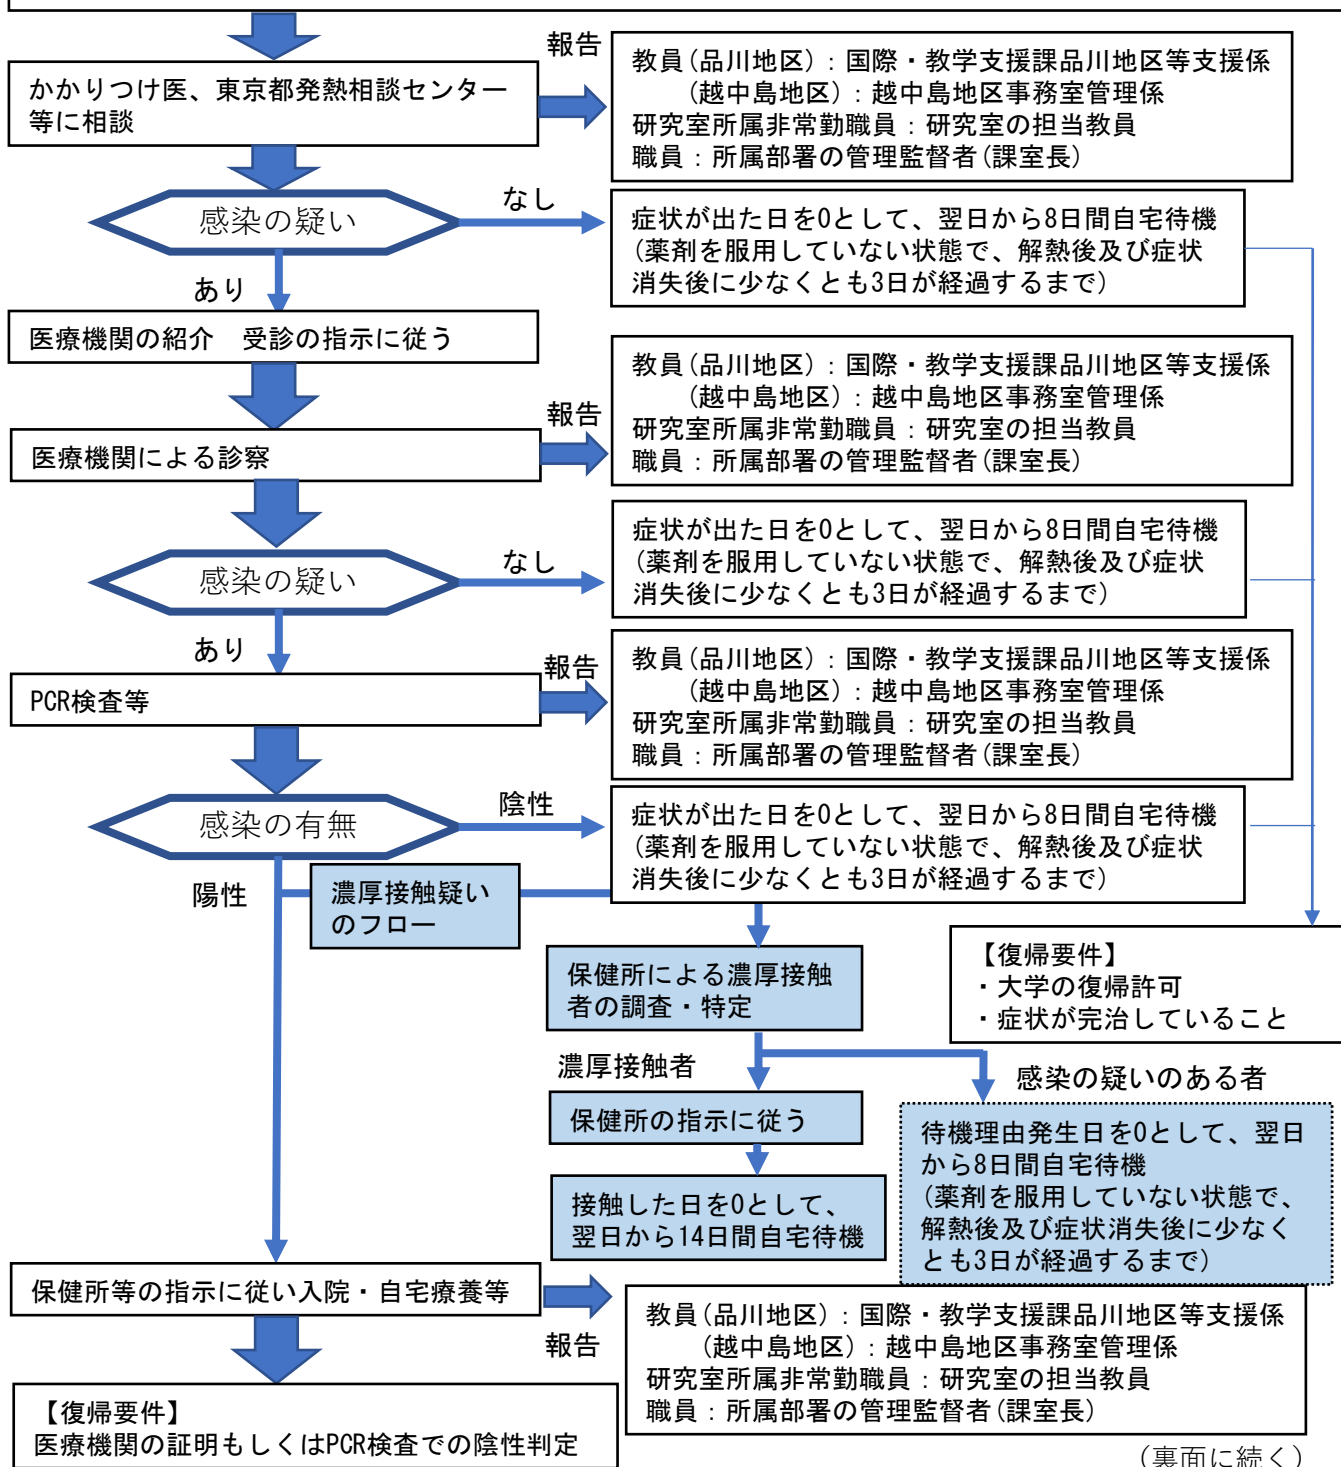 報告
かかりつけ医、東京都発熱相談センター
等に相談
教員(品川地区)：国際・教学支援課品川地区等支援係
(越中島地区)：越中島地区事務室管理係
研究室所属非常勤職員：研究室の担当教員
職員：所属部署の管理監督者(課室長)
感染の疑い
なし
症状が出た日を0として、翌日から8日間自宅待機
(薬剤を服用していない状態で、解熱後及び症状
消失後に少なくとも3日が経過するまで)
あり
医療機関の紹介　受診の指示に従う
報告
医療機関による診察
教員(品川地区)：国際・教学支援課品川地区等支援係
(越中島地区)：越中島地区事務室管理係
研究室所属非常勤職員：研究室の担当教員
職員：所属部署の管理監督者(課室長)
感染の疑い
なし
症状が出た日を0として、翌日から8日間自宅待機
(薬剤を服用していない状態で、解熱後及び症状
消失後に少なくとも3日が経過するまで)
あり
報告
PCR検査等
教員(品川地区)：国際・教学支援課品川地区等支援係
(越中島地区)：越中島地区事務室管理係
研究室所属非常勤職員：研究室の担当教員
職員：所属部署の管理監督者(課室長)
感染の有無
陰性
症状が出た日を0として、翌日から8日間自宅待機
(薬剤を服用していない状態で、解熱後及び症状
消失後に少なくとも3日が経過するまで)
陽性
濃厚接触疑い
のフロー
保健所による濃厚接触
者の調査・特定
【復帰要件】
・大学の復帰許可
・症状が完治していること
濃厚接触者
感染の疑いのある者
保健所の指示に従う
接触した日を0として、
翌日から14日間自宅待機
待機理由発生日を0として、翌日
から8日間自宅待機
(薬剤を服用していない状態で、
解熱後及び症状消失後に少なく
とも3日が経過するまで)
保健所等の指示に従い入院・自宅療養等
報告
教員(品川地区)：国際・教学支援課品川地区等支援係
(越中島地区)：越中島地区事務室管理係
研究室所属非常勤職員：研究室の担当教員
職員：所属部署の管理監督者(課室長)
【復帰要件】
医療機関の証明もしくはPCR検査での陰性判定
(裏面に続く)